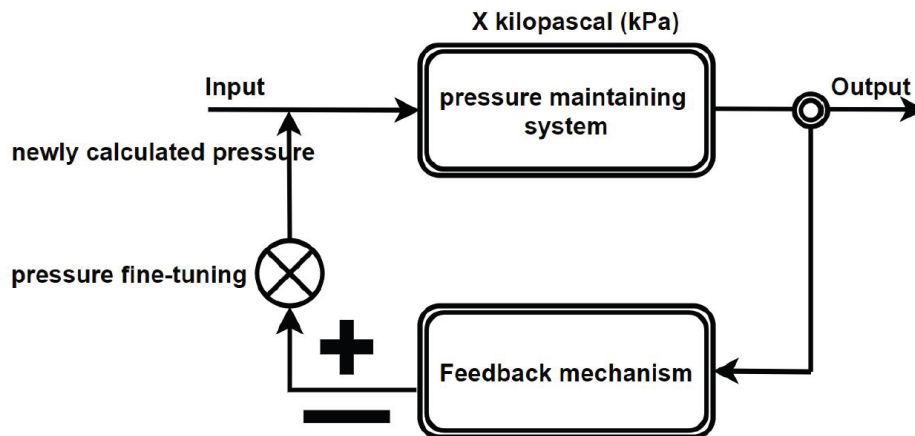 X kilopascal (kPa)
Input
pressure maintaining
system
Output
newly calculated pressure
pressure fine-tuning
+
−
Feedback mechanism